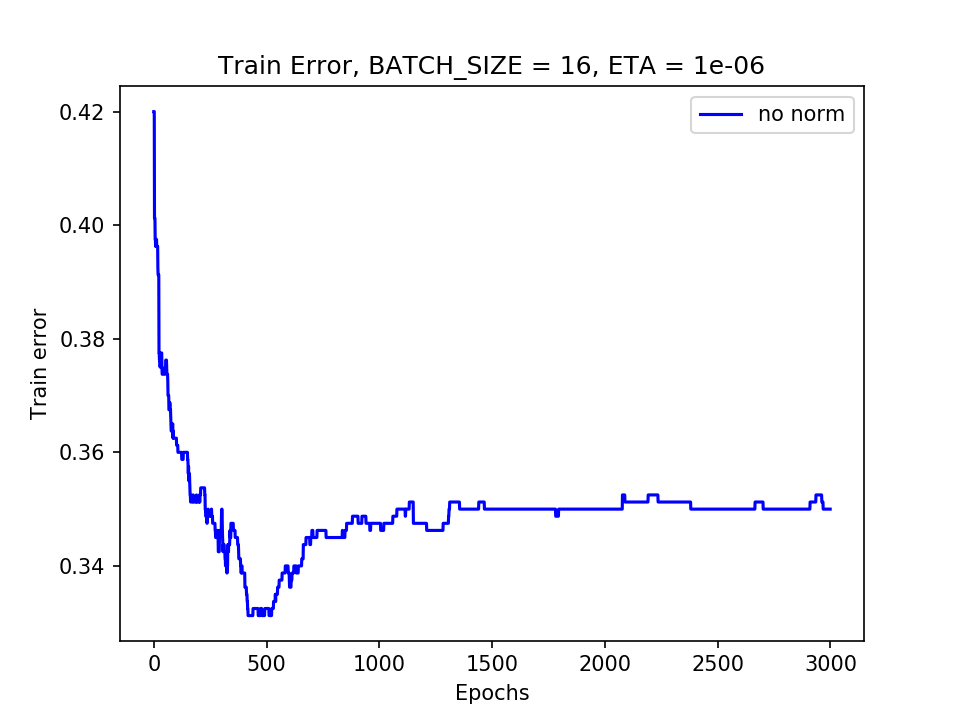 Train Error, BATCH_SIZE = 16, ETA = 1e-06
no norm
Train error
0.42
0.40
0.38
0.36
0.34
0 500 1000 1500 2000 2500 3000
Epochs